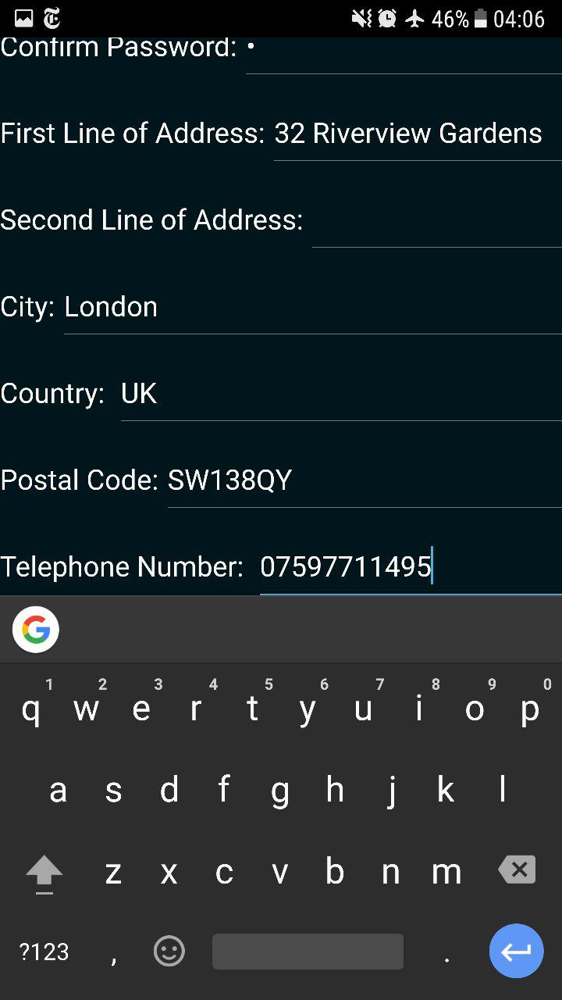 46% 04:06
Confirm Password: •
First Line of Address: 32 Riverview Gardens
Second Line of Address:
City: London
Country: UK
Postal Code: SW138QY
Telephone Number: 07597711495
G
1 2 3 4 5 6 7 8 9 0
q w e r t y u i o p
a s d f g h j k l
z x c v b n m
?123 , .